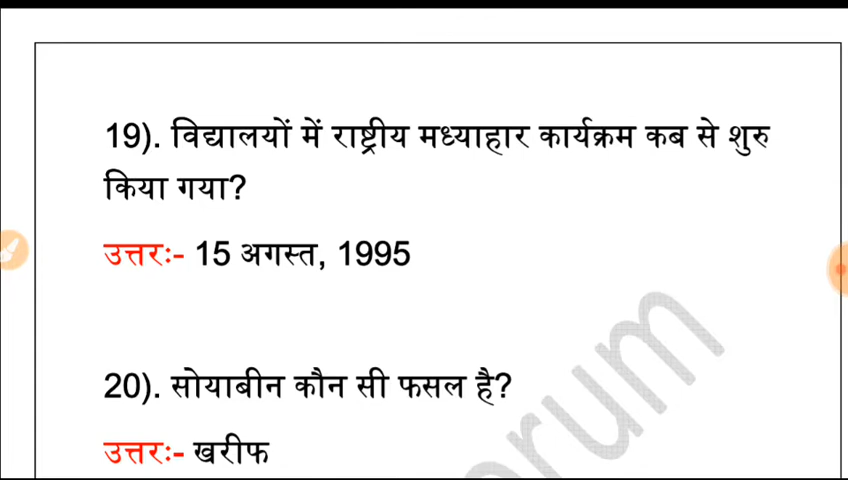 19). विद्यालयों में राष्ट्रीय मध्याहार कार्यक्रम कब से शुरु
किया गया?
उत्तरः- 15 अगस्त, 1995
20). सोयाबीन कौन सी फसल है?
उत्तरः- खरीफ